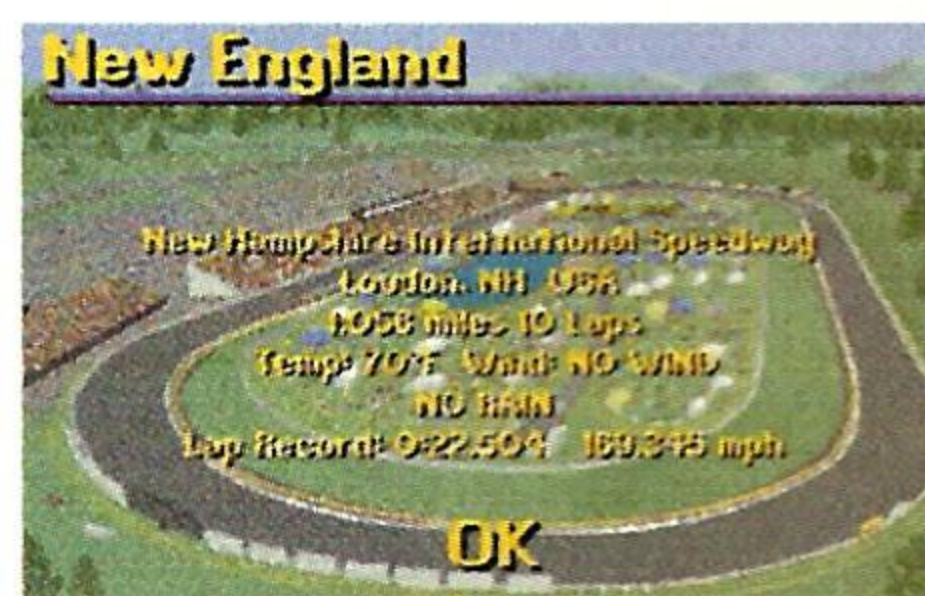 New England
New Hampshire International Speedway
Loudon, NH USA
1.058 miles 10 Laps
Temp: 70°F Wind: NO WIND
NO RAIN
Lap Record: 0:22.504 169.345 mph
OK